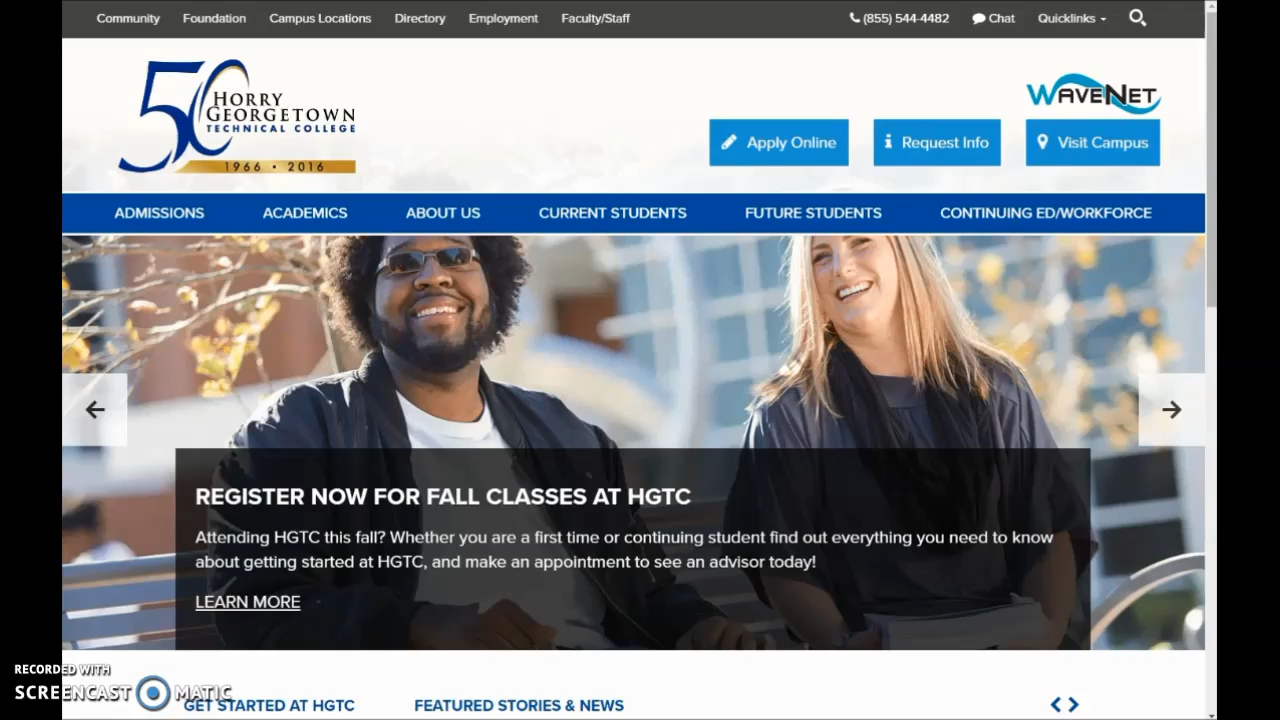 Community Foundation Campus Locations Directory Employment Faculty/Staff (855) 544-4482 Chat Quicklinks
50 HORRY GEORGETOWN TECHNICAL COLLEGE
1966 • 2016
WAVENET
Apply Online Request Info Visit Campus
ADMISSIONS ACADEMICS ABOUT US CURRENT STUDENTS FUTURE STUDENTS CONTINUING ED/WORKFORCE
REGISTER NOW FOR FALL CLASSES AT HGTC
Attending HGTC this fall? Whether you are a first time or continuing student find out everything you need to know
about getting started at HGTC, and make an appointment to see an advisor today!
LEARN MORE
RECORDED WITH
SCREENCAST MATIC
GET STARTED AT HGTC FEATURED STORIES & NEWS